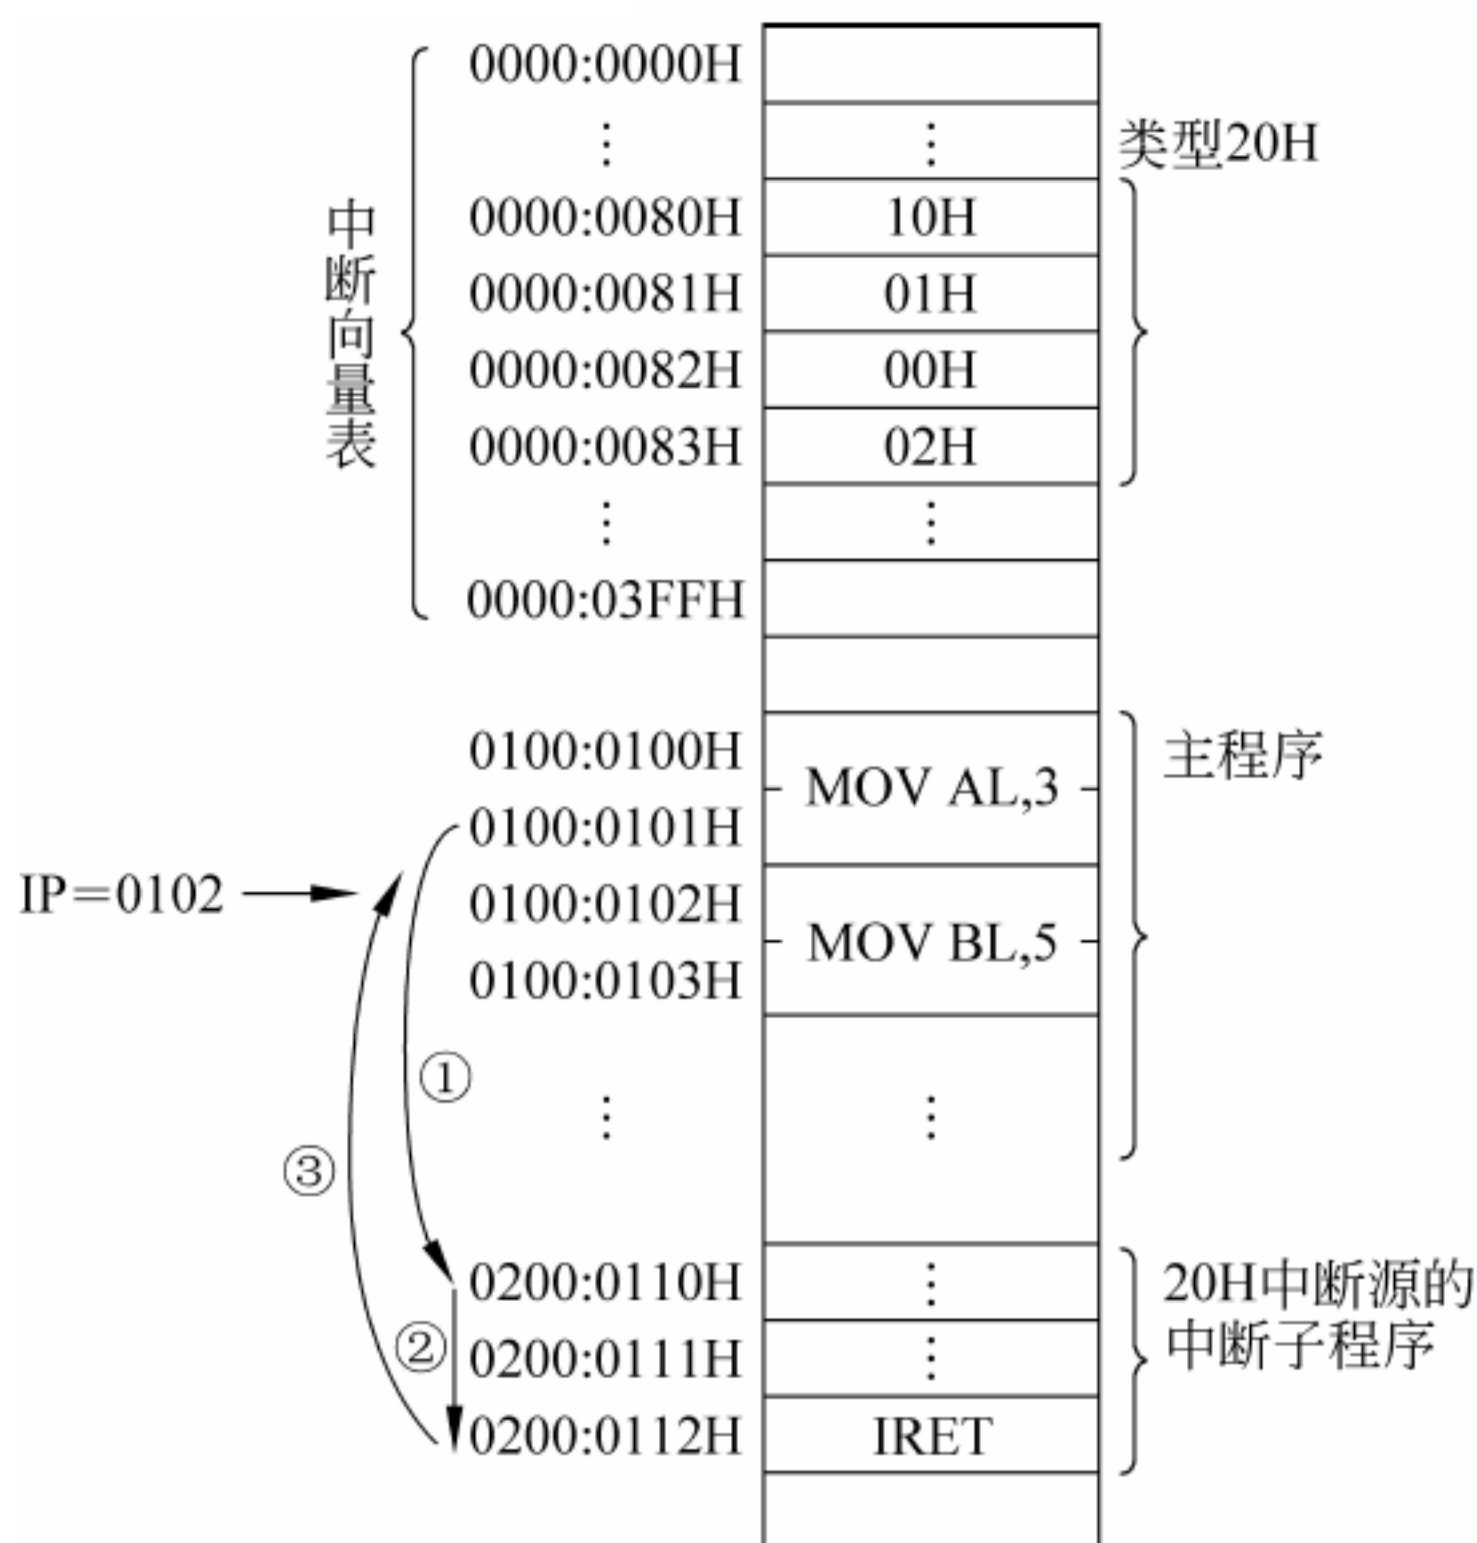 0000:0000H
⋮ ⋮ 类型20H
0000:0080H 10H
0000:0081H 01H
中断向量表
0000:0082H 00H
0000:0083H 02H
⋮ ⋮
0000:03FFH
0100:0100H 主程序
MOV AL,3
0100:0101H
IP=0102
0100:0102H
MOV BL,5
0100:0103H
①
⋮ ⋮
③
0200:0110H ⋮ 20H中断源的
② 0200:0111H ⋮ 中断子程序
0200:0112H IRET